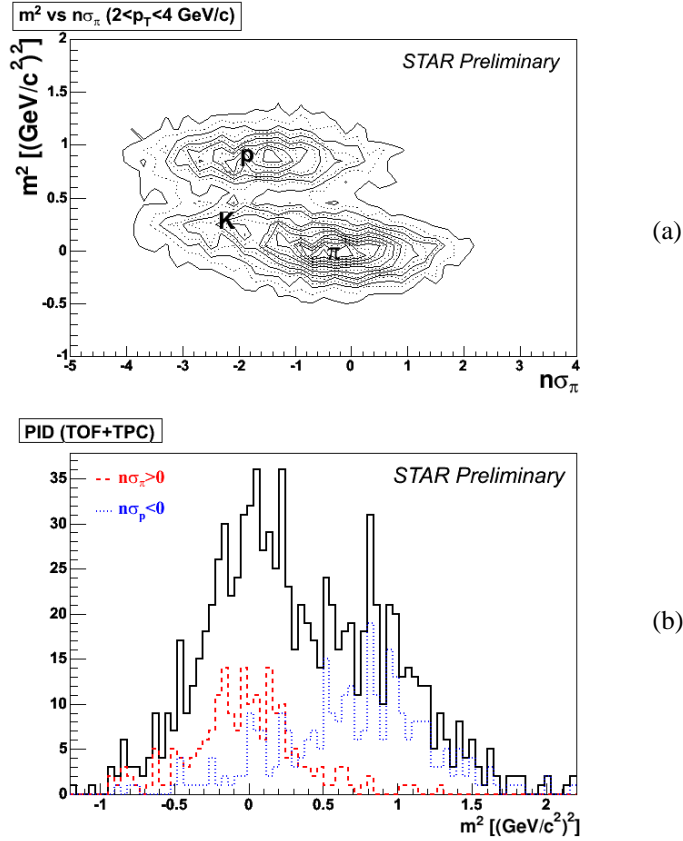 m² vs nσπ (2<pT<4 GeV/c)
STAR Preliminary
m² [(GeV/c²)²]
2
1.5
1
0.5
0
-0.5
-1
p
K
π
-5 -4 -3 -2 -1 0 1 2 3 4
nσπ
(a)
PID (TOF+TPC)
STAR Preliminary
nσπ>0
nσp<0
35
30
25
20
15
10
5
0
(b)
-1 -0.5 0 0.5 1 1.5 2
m² [(GeV/c²)²]